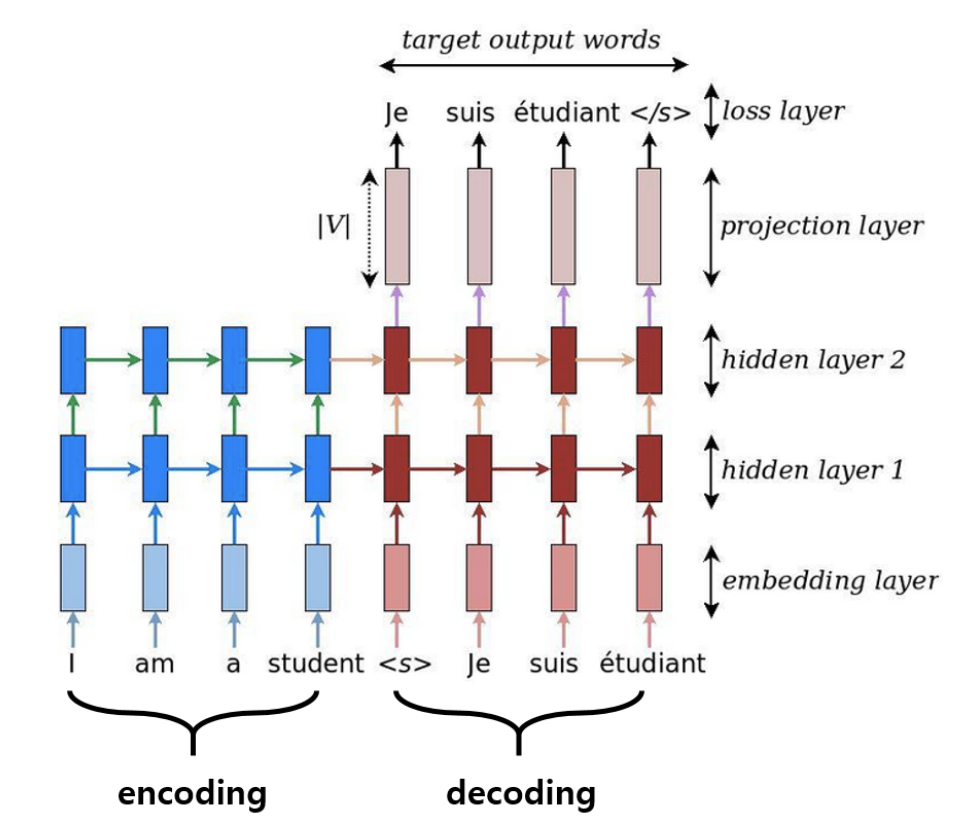 target output words
Je suis étudiant </s> loss layer
|V| projection layer
hidden layer 2
hidden layer 1
embedding layer
I am a student <s> Je suis étudiant
encoding decoding